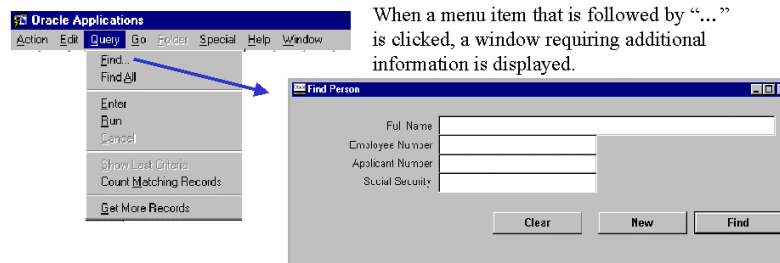 Oracle Applications
Action Edit Query Go Folder Special Help Window
Find...
Find All
Enter
Run
Cancel
Show Last Criteria
Count Matching Records
Get More Records
When a menu item that is followed by “...”
is clicked, a window requiring additional
information is displayed.
Find Person
Full Name
Employee Number
Applicant Number
Social Security
Clear New Find